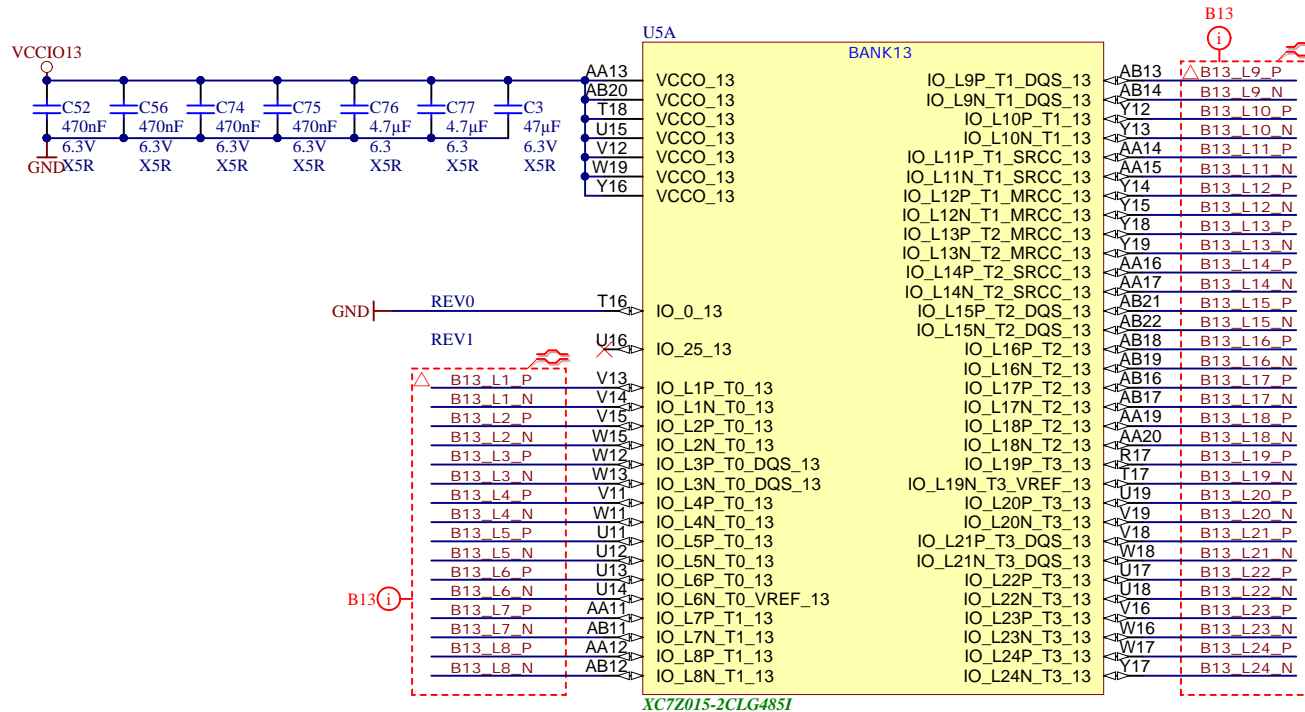 B13
U5A
BANK13
VCCIO13
C52
470nF
6.3V
X5R
C56
470nF
6.3V
X5R
C74
470nF
6.3V
X5R
C75
470nF
6.3V
X5R
C76
4.7µF
6.3
X5R
C77
4.7µF
6.3
X5R
C3
47µF
6.3V
X5R
GND
AA13 VCCO_13
AB20 VCCO_13
T18 VCCO_13
U15 VCCO_13
V12 VCCO_13
W19 VCCO_13
Y16 VCCO_13
GND REV0 T16 IO_0_13
REV1 U16 IO_25_13
B13_L1_P V13 IO_L1P_T0_13
B13_L1_N V14 IO_L1N_T0_13
B13_L2_P V15 IO_L2P_T0_13
B13_L2_N W15 IO_L2N_T0_13
B13_L3_P W12 IO_L3P_T0_DQS_13
B13_L3_N W13 IO_L3N_T0_DQS_13
B13_L4_P V11 IO_L4P_T0_13
B13_L4_N W11 IO_L4N_T0_13
B13_L5_P U11 IO_L5P_T0_13
B13_L5_N U12 IO_L5N_T0_13
B13_L6_P U13 IO_L6P_T0_13
B13_L6_N U14 IO_L6N_T0_VREF_13
B13_L7_P AA11 IO_L7P_T1_13
B13_L7_N AB11 IO_L7N_T1_13
B13_L8_P AA12 IO_L8P_T1_13
B13_L8_N AB12 IO_L8N_T1_13
B13 i
i
IO_L9P_T1_DQS_13 AB13 B13_L9_P
IO_L9N_T1_DQS_13 AB14 B13_L9_N
IO_L10P_T1_13 Y12 B13_L10_P
IO_L10N_T1_13 Y13 B13_L10_N
IO_L11P_T1_SRCC_13 AA14 B13_L11_P
IO_L11N_T1_SRCC_13 AA15 B13_L11_N
IO_L12P_T1_MRCC_13 Y14 B13_L12_P
IO_L12N_T1_MRCC_13 Y15 B13_L12_N
IO_L13P_T2_MRCC_13 Y18 B13_L13_P
IO_L13N_T2_MRCC_13 Y19 B13_L13_N
IO_L14P_T2_SRCC_13 AA16 B13_L14_P
IO_L14N_T2_SRCC_13 AA17 B13_L14_N
IO_L15P_T2_DQS_13 AB21 B13_L15_P
IO_L15N_T2_DQS_13 AB22 B13_L15_N
IO_L16P_T2_13 AB18 B13_L16_P
IO_L16N_T2_13 AB19 B13_L16_N
IO_L17P_T2_13 AB16 B13_L17_P
IO_L17N_T2_13 AB17 B13_L17_N
IO_L18P_T2_13 AA19 B13_L18_P
IO_L18N_T2_13 AA20 B13_L18_N
IO_L19P_T3_13 R17 B13_L19_P
IO_L19N_T3_VREF_13 T17 B13_L19_N
IO_L20P_T3_13 U19 B13_L20_P
IO_L20N_T3_13 V19 B13_L20_N
IO_L21P_T3_DQS_13 V18 B13_L21_P
IO_L21N_T3_DQS_13 W18 B13_L21_N
IO_L22P_T3_13 U17 B13_L22_P
IO_L22N_T3_13 U18 B13_L22_N
IO_L23P_T3_13 V16 B13_L23_P
IO_L23N_T3_13 W16 B13_L23_N
IO_L24P_T3_13 W17 B13_L24_P
IO_L24N_T3_13 Y17 B13_L24_N
XC7Z015-2CLG485I